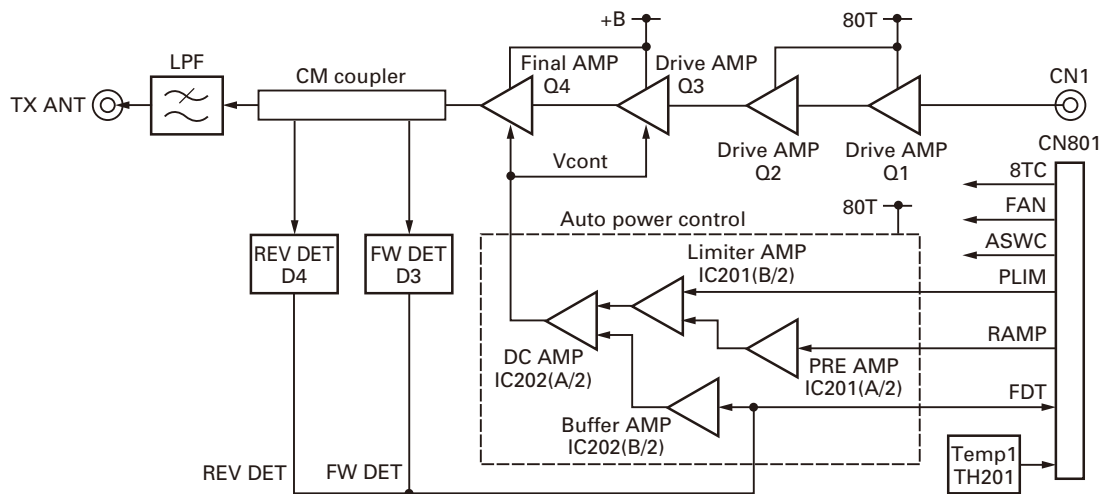 +B
80T
LPF
CM coupler
Final AMP
Q4
Drive AMP
Q3
CN1
TX ANT
Vcont
Drive AMP
Q2
Drive AMP
Q1
CN801
8TC
80T
FAN
Auto power control
ASWC
REV DET
D4
FW DET
D3
Limiter AMP
IC201(B/2)
PLIM
RAMP
DC AMP
IC202(A/2)
PRE AMP
IC201(A/2)
FDT
Buffer AMP
IC202(B/2)
Temp1
TH201
REV DET
FW DET